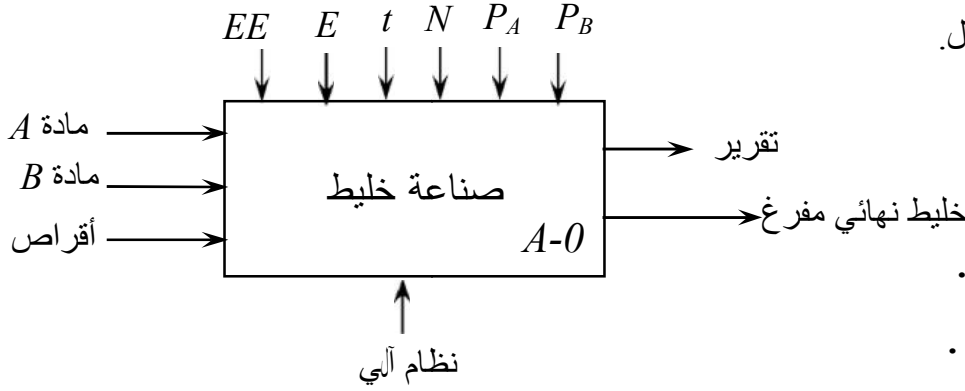 EE E t N P_A P_B
ل.
مادة A
مادة B
أقراص
صناعة خليط
A-0
تقرير
خليط نهائي مفرغ
.
.
نظام آلي